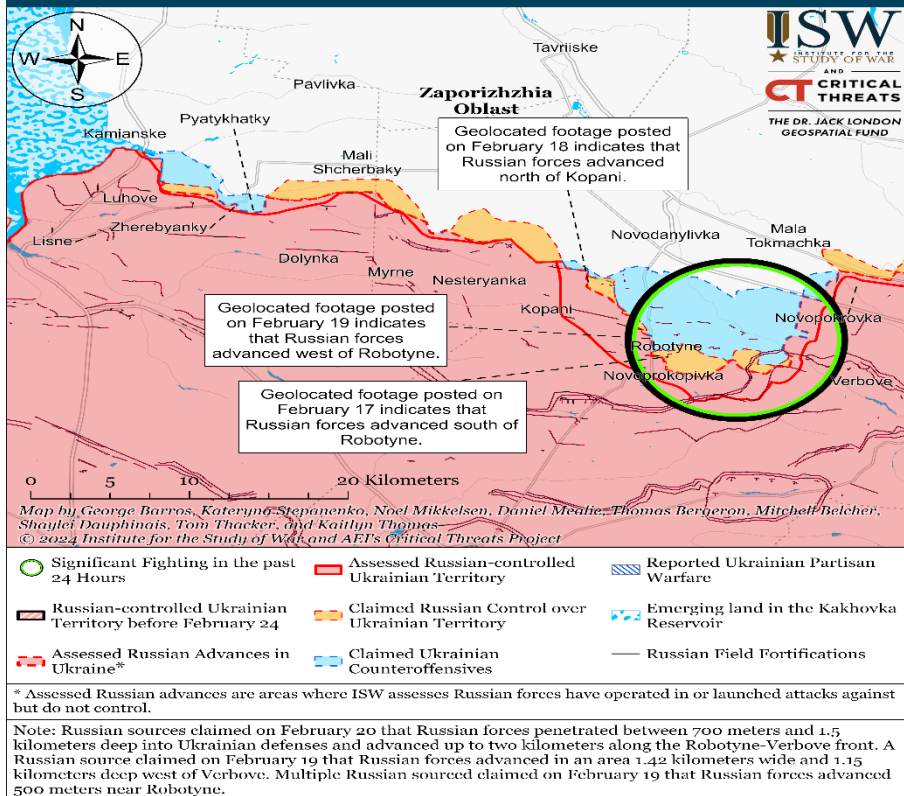 N
W E
S
ISW
INSTITUTE FOR THE
STUDY OF WAR
AND
CT CRITICAL
THREATS
THE DR. JACK LONDON
GEOSPATIAL FUND
Tavriiske
Pavlivka
Zaporizhzhia
Oblast
Pyatykhatky
Kamianske
Mali
Shcherbaky
Geolocated footage posted
on February 18 indicates that
Russian forces advanced
north of Kopani.
Luhove
Zherebyanky
Lisne
Dolynka
Myrne
Nesteryanka
Novodanylivka
Mala
Tokmachka
Kopani
Novopokrovka
Geolocated footage posted
on February 19 indicates
that Russian forces
advanced west of Robotyne.
Robotyne
Novoprokopivka
Verbove
Geolocated footage posted on
February 17 indicates that
Russian forces advanced south of
Robotyne.
0 5 10 20 Kilometers
Map by George Barros, Kateryna Stepanenko, Noel Mikkelsen, Daniel Mealie, Thomas Bergeron, Mitchell Belcher,
Shaylei Dauphinais, Tom Thacker, and Kaitlyn Thomas
© 2024 Institute for the Study of War and AEI's Critical Threats Project
Significant Fighting in the past
24 Hours
Assessed Russian-controlled
Ukrainian Territory
Reported Ukrainian Partisan
Warfare
Russian-controlled Ukrainian
Territory before February 24
Claimed Russian Control over
Ukrainian Territory
Emerging land in the Kakhovka
Reservoir
Assessed Russian Advances in
Ukraine*
Claimed Ukrainian
Counteroffensives
Russian Field Fortifications
* Assessed Russian advances are areas where ISW assesses Russian forces have operated in or launched attacks against
but do not control.
Note: Russian sources claimed on February 20 that Russian forces penetrated between 700 meters and 1.5
kilometers deep into Ukrainian defenses and advanced up to two kilometers along the Robotyne-Verbove front. A
Russian source claimed on February 19 that Russian forces advanced in an area 1.42 kilometers wide and 1.15
kilometers deep west of Verbove. Multiple Russian sourced claimed on February 19 that Russian forces advanced
500 meters near Robotyne.